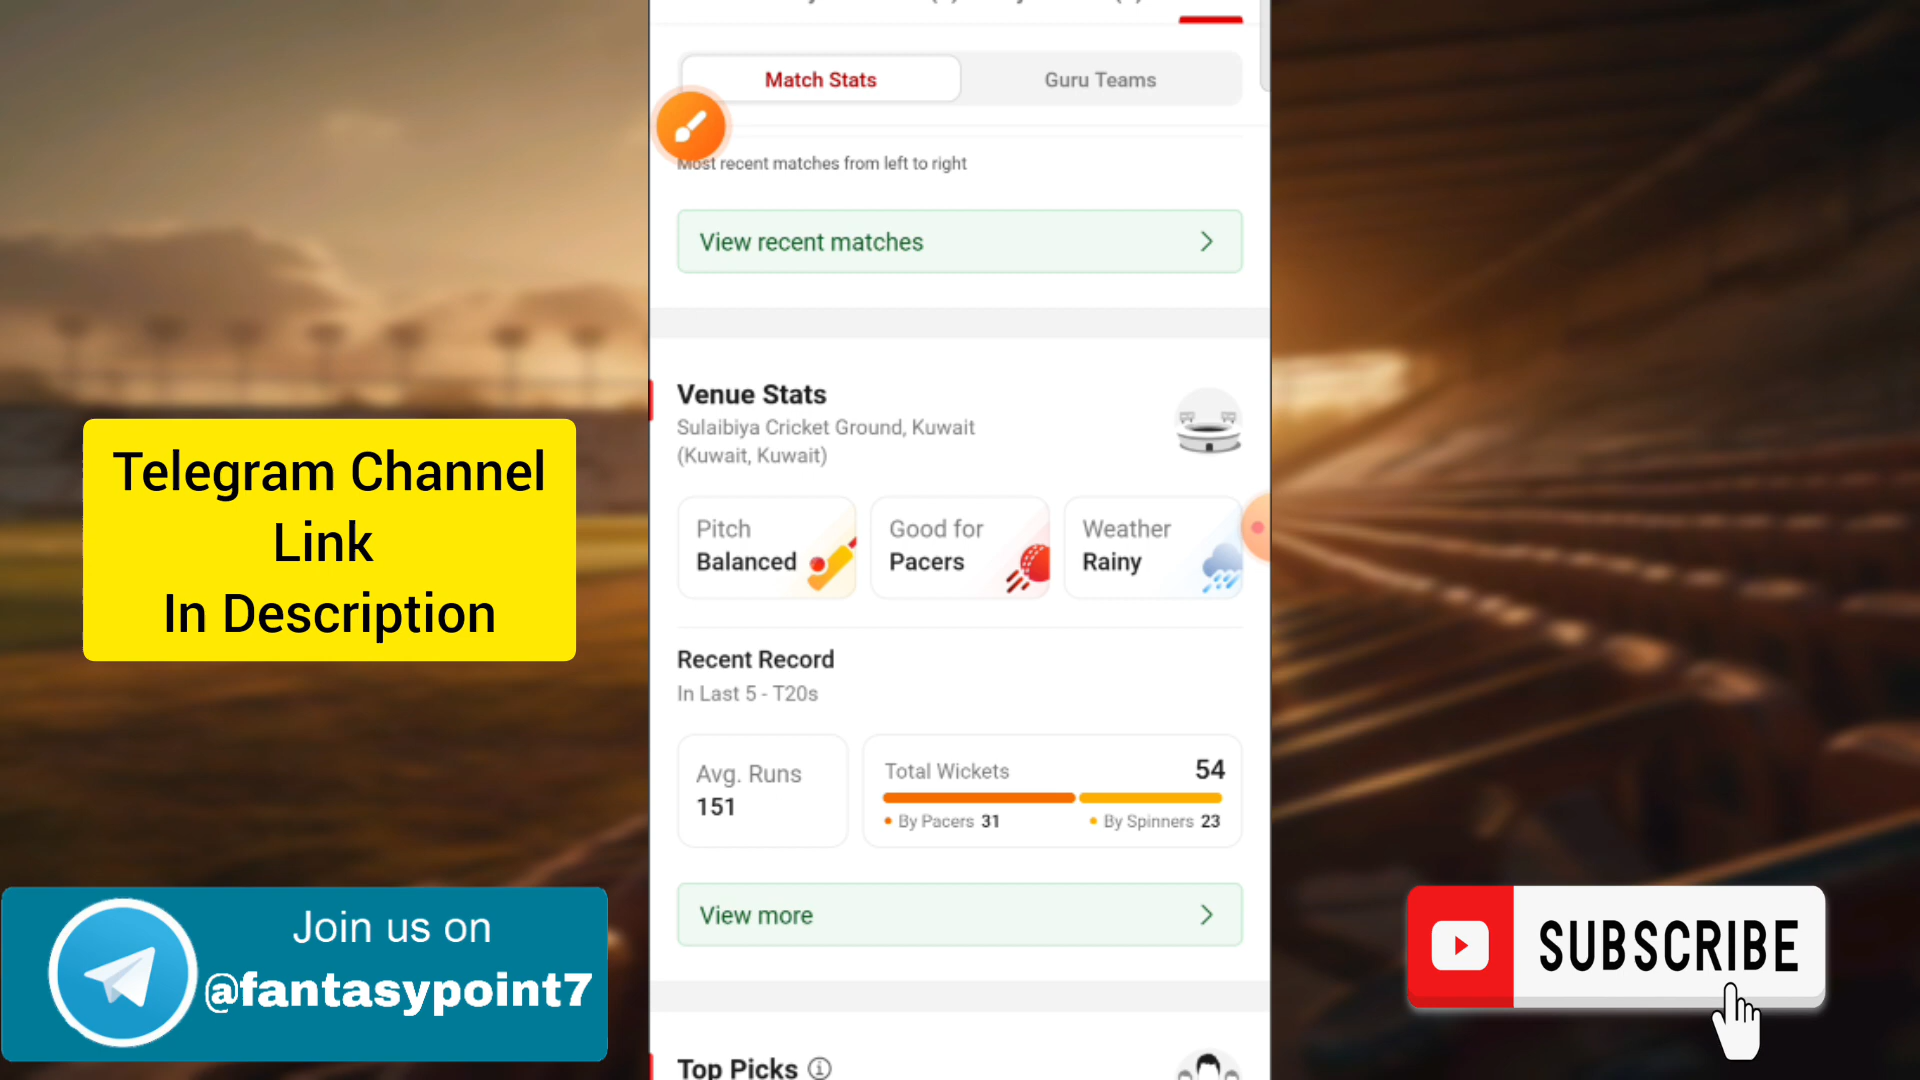 Match Stats
Guru Teams
Most recent matches from left to right
View recent matches
Venue Stats
Sulaibiya Cricket Ground, Kuwait
(Kuwait, Kuwait)
Pitch
Balanced
Good for
Pacers
Weather
Rainy
Recent Record
In Last 5 - T20s
Avg. Runs
151
Total Wickets 54
By Pacers 31
By Spinners 23
View more
Top Picks
Telegram Channel
Link
In Description
Join us on
@fantasypoint7
SUBSCRIBE